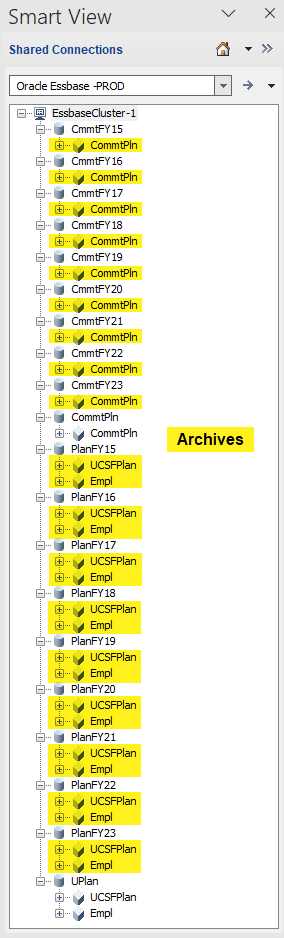 Smart View
Shared Connections
Oracle Essbase -PROD
EssbaseCluster-1
CmmtFY15
CommtPln
CmmtFY16
CommtPln
CmmtFY17
CommtPln
CmmtFY18
CommtPln
CmmtFY19
CommtPln
CmmtFY20
CommtPln
CmmtFY21
CommtPln
CmmtFY22
CommtPln
CmmtFY23
CommtPln
CommtPln
CommtPln
Archives
PlanFY15
UCSFPlan
Empl
PlanFY16
UCSFPlan
Empl
PlanFY17
UCSFPlan
Empl
PlanFY18
UCSFPlan
Empl
PlanFY19
UCSFPlan
Empl
PlanFY20
UCSFPlan
Empl
PlanFY21
UCSFPlan
Empl
PlanFY22
UCSFPlan
Empl
PlanFY23
UCSFPlan
Empl
UPlan
UCSFPlan
Empl